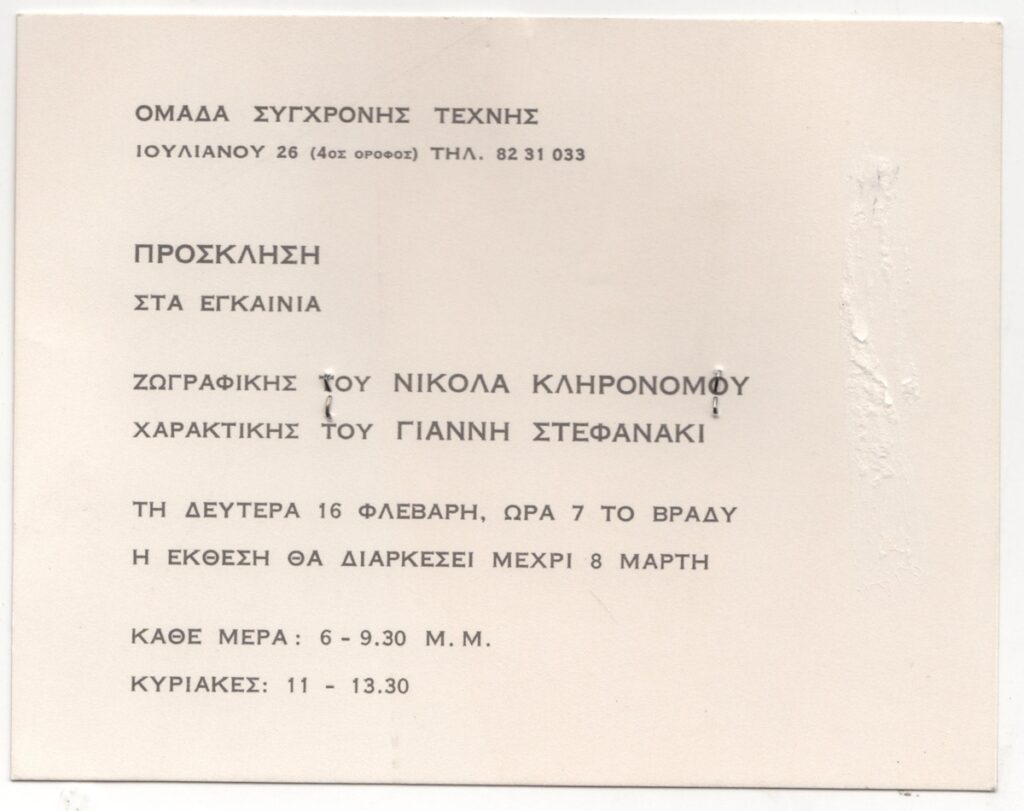 ΟΜΑΔΑ ΣΥΓΧΡΟΝΗΣ ΤΕΧΝΗΣ
ΙΟΥΛΙΑΝΟΥ 26 (4ΟΣ ΟΡΟΦΟΣ) ΤΗΛ. 82 31 033
ΠΡΟΣΚΛΗΣΗ
ΣΤΑ ΕΓΚΑΙΝΙΑ
ΖΩΓΡΑΦΙΚΗΣ ΤΟΥ ΝΙΚΟΛΑ ΚΛΗΡΟΝΟΜΟΥ
ΧΑΡΑΚΤΙΚΗΣ ΤΟΥ ΓΙΑΝΝΗ ΣΤΕΦΑΝΑΚΙ
ΤΗ ΔΕΥΤΕΡΑ 16 ΦΛΕΒΑΡΗ, ΩΡΑ 7 ΤΟ ΒΡΑΔΥ
Η ΕΚΘΕΣΗ ΘΑ ΔΙΑΡΚΕΣΕΙ ΜΕΧΡΙ 8 ΜΑΡΤΗ
ΚΑΘΕ ΜΕΡΑ: 6 - 9.30 Μ.Μ.
ΚΥΡΙΑΚΕΣ: 11 - 13.30